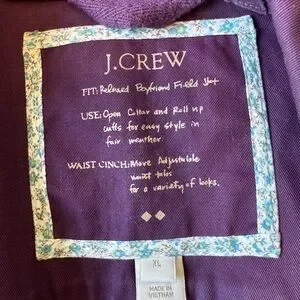 J.CREW
FIT: Relaxed Boyfriend Field Jkt
USE: Open Collar and Roll up
cuffs for easy style in
fair weather.
WAIST CINCH: More Adjustable
waist tabs
for a variety of looks.
XL
MADE IN
VIETNAM